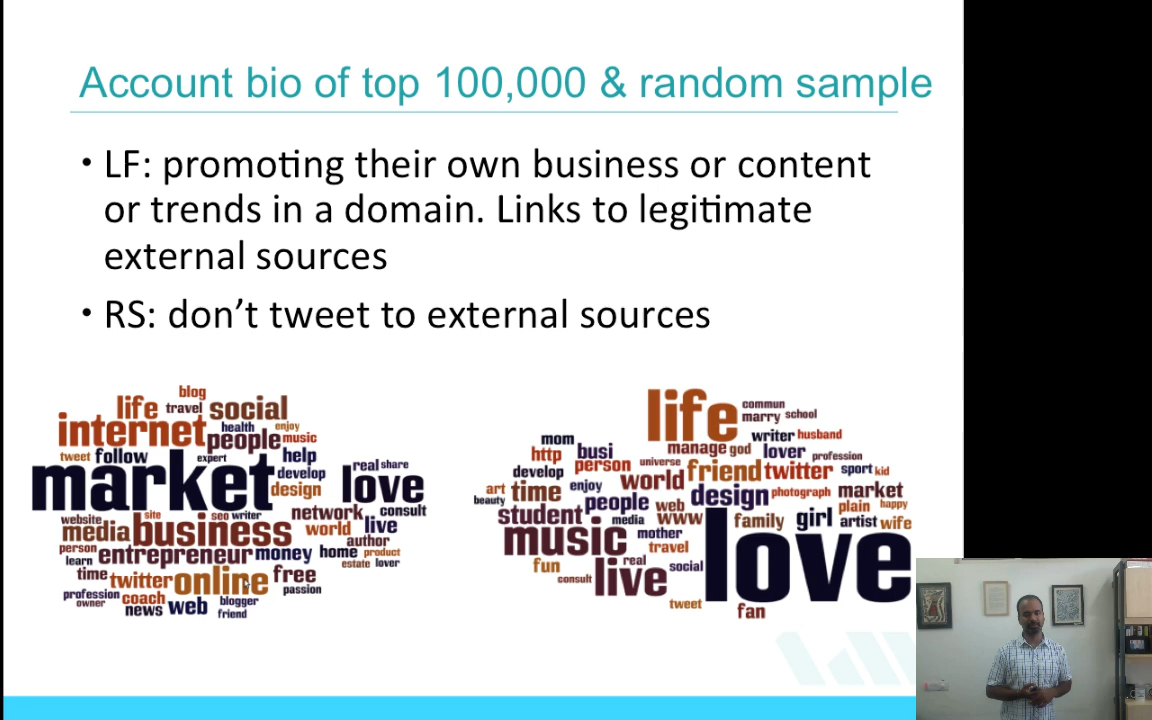 Account bio of top 100,000 & random sample
• LF: promoting their own business or content
or trends in a domain. Links to legitimate
external sources
• RS: don't tweet to external sources
blog
life travel social
health enjoy
internet people music
tweet follow expert help
market
real share
develop
love
design
network consult
website site seo writer
media business world live
author
person entrepreneur money home product
learn
estate lover
time twitter online free
profession coach passion
owner
news web blogger
friend
life
commun
marry school
mom
writer husband
http busi manage god lover profession
person universe friend twitter sport kid
develop world
art time enjoy design photograph market
beauty people web plain happy
student media www family girl artist wife
music mother
love
travel
fun real
consult live social
tweet
fan